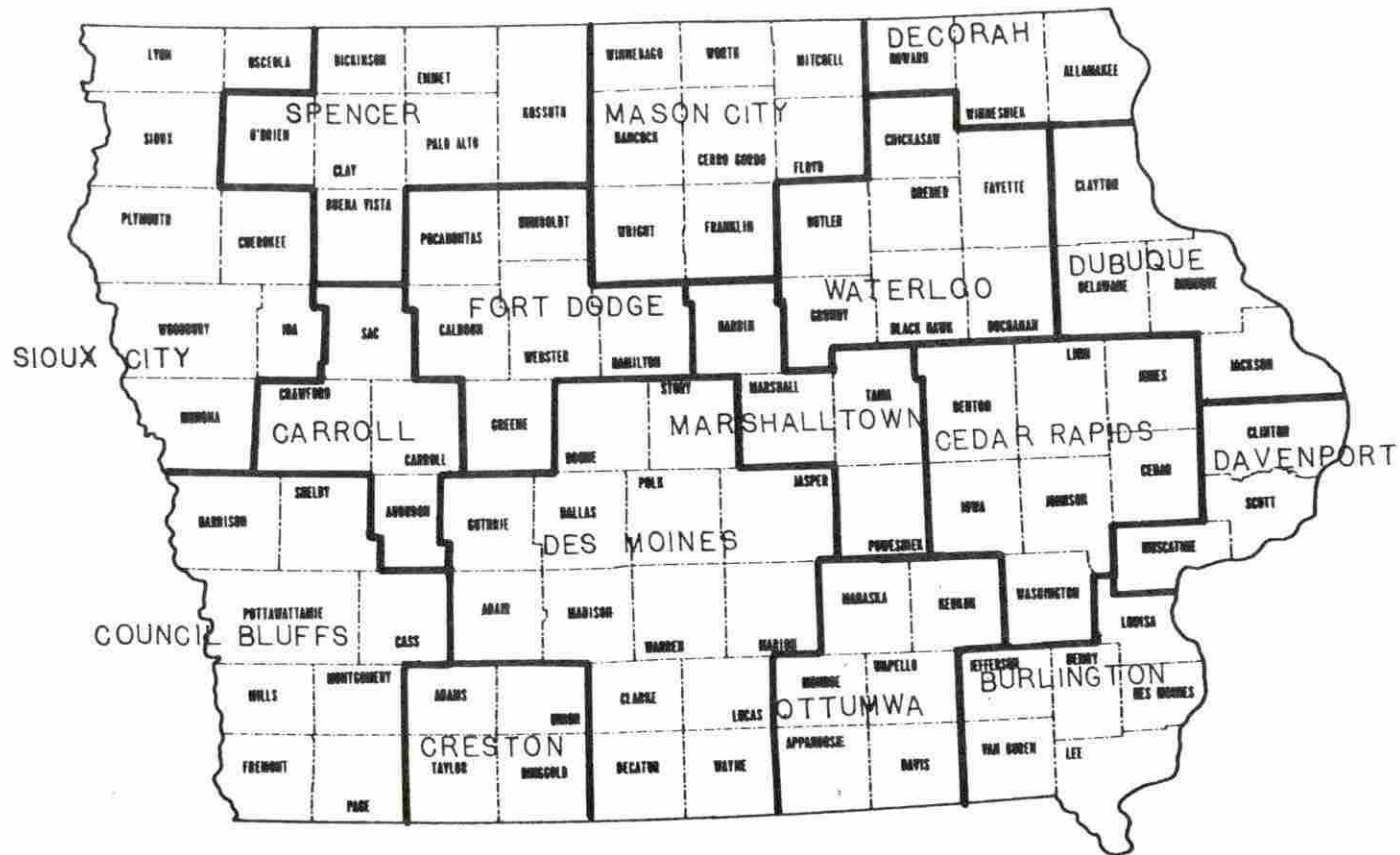 DECORAH
LYON
OSCEOLA
DICKINSON
EMMET
WINNEBAGO
WORTH
MITCHELL
HOWARD
ALLAMAKEE
SPENCER
KOSSUTH
MASON CITY
WINNESHIEK
SIOUX
O'BRIEN
CLAY
PALO ALTO
HANCOCK
CERRO GORDO
FLOYD
CHICKASAW
FAYETTE
CLAYTON
PLYMOUTH
CHEROKEE
BUENA VISTA
POCAHONTAS
HUMBOLDT
WRIGHT
FRANKLIN
BUTLER
BREMER
DUBUQUE
FORT DODGE
WATERLOO
DELAWARE
DUBUQUE
WOODBURY
IDA
SAC
CALHOUN
WEBSTER
HAMILTON
HARDIN
GRUNDY
BLACK HAWK
BUCHANAN
SIOUX CITY
LINN
JONES
JACKSON
MONONA
CRAWFORD
CARROLL
CARROLL
GREENE
BOONE
STORY
MARSHALL
MARSHALLTOWN
TAMA
BENTON
CEDAR RAPIDS
CLINTON
DAVENPORT
HARRISON
SHELBY
AUDUBON
GUTHRIE
DALLAS
POLK
JASPER
POWESHIEK
IOWA
JOHNSON
CEDAR
SCOTT
DES MOINES
MUSCATINE
POTTAWATTAMIE
COUNCIL BLUFFS
CASS
ADAIR
MADISON
WARREN
MARION
MAHASKA
KEOKUK
WASHINGTON
LOUISA
MILLS
MONTGOMERY
ADAMS
UNION
CLARKE
LUCAS
MONROE
WAPELLO
OTTUMWA
JEFFERSON
HENRY
BURLINGTON
DES MOINES
FREMONT
PAGE
CRESTON
TAYLOR
RINGGOLD
DECATUR
WAYNE
APPANOOSE
DAVIS
VAN BUREN
LEE